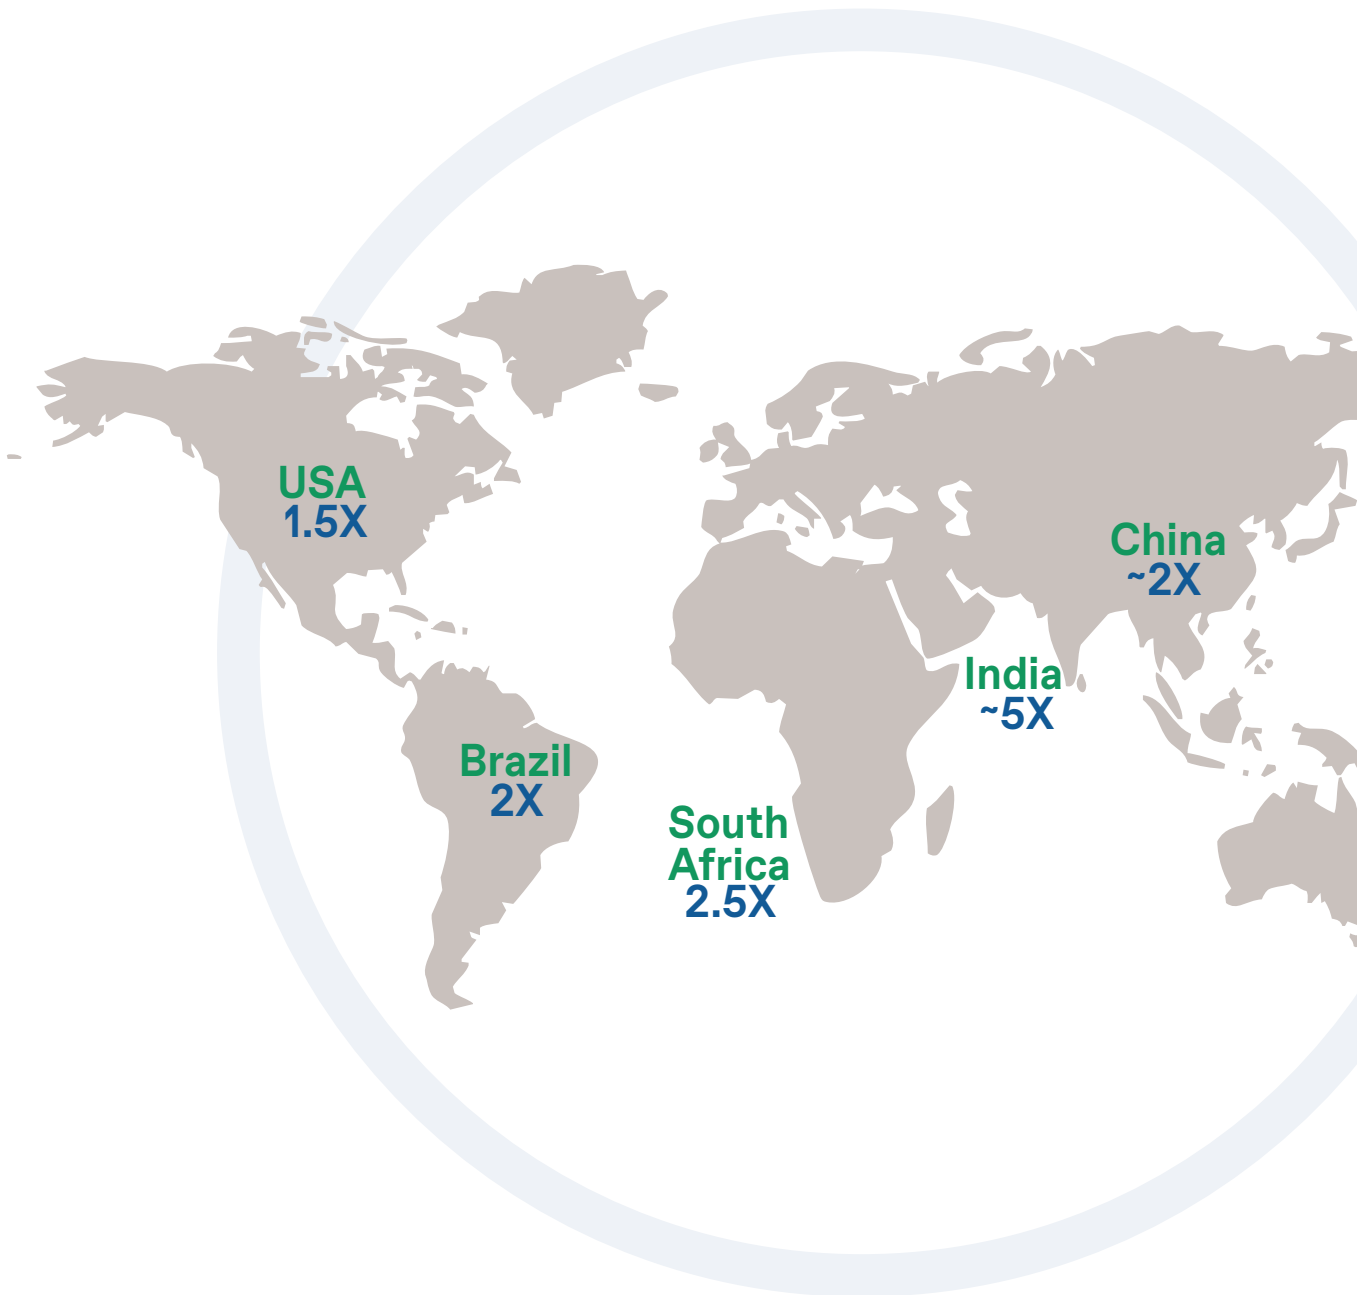 USA
1.5X
China
~2X
India
~5X
Brazil
2X
South
Africa
2.5X